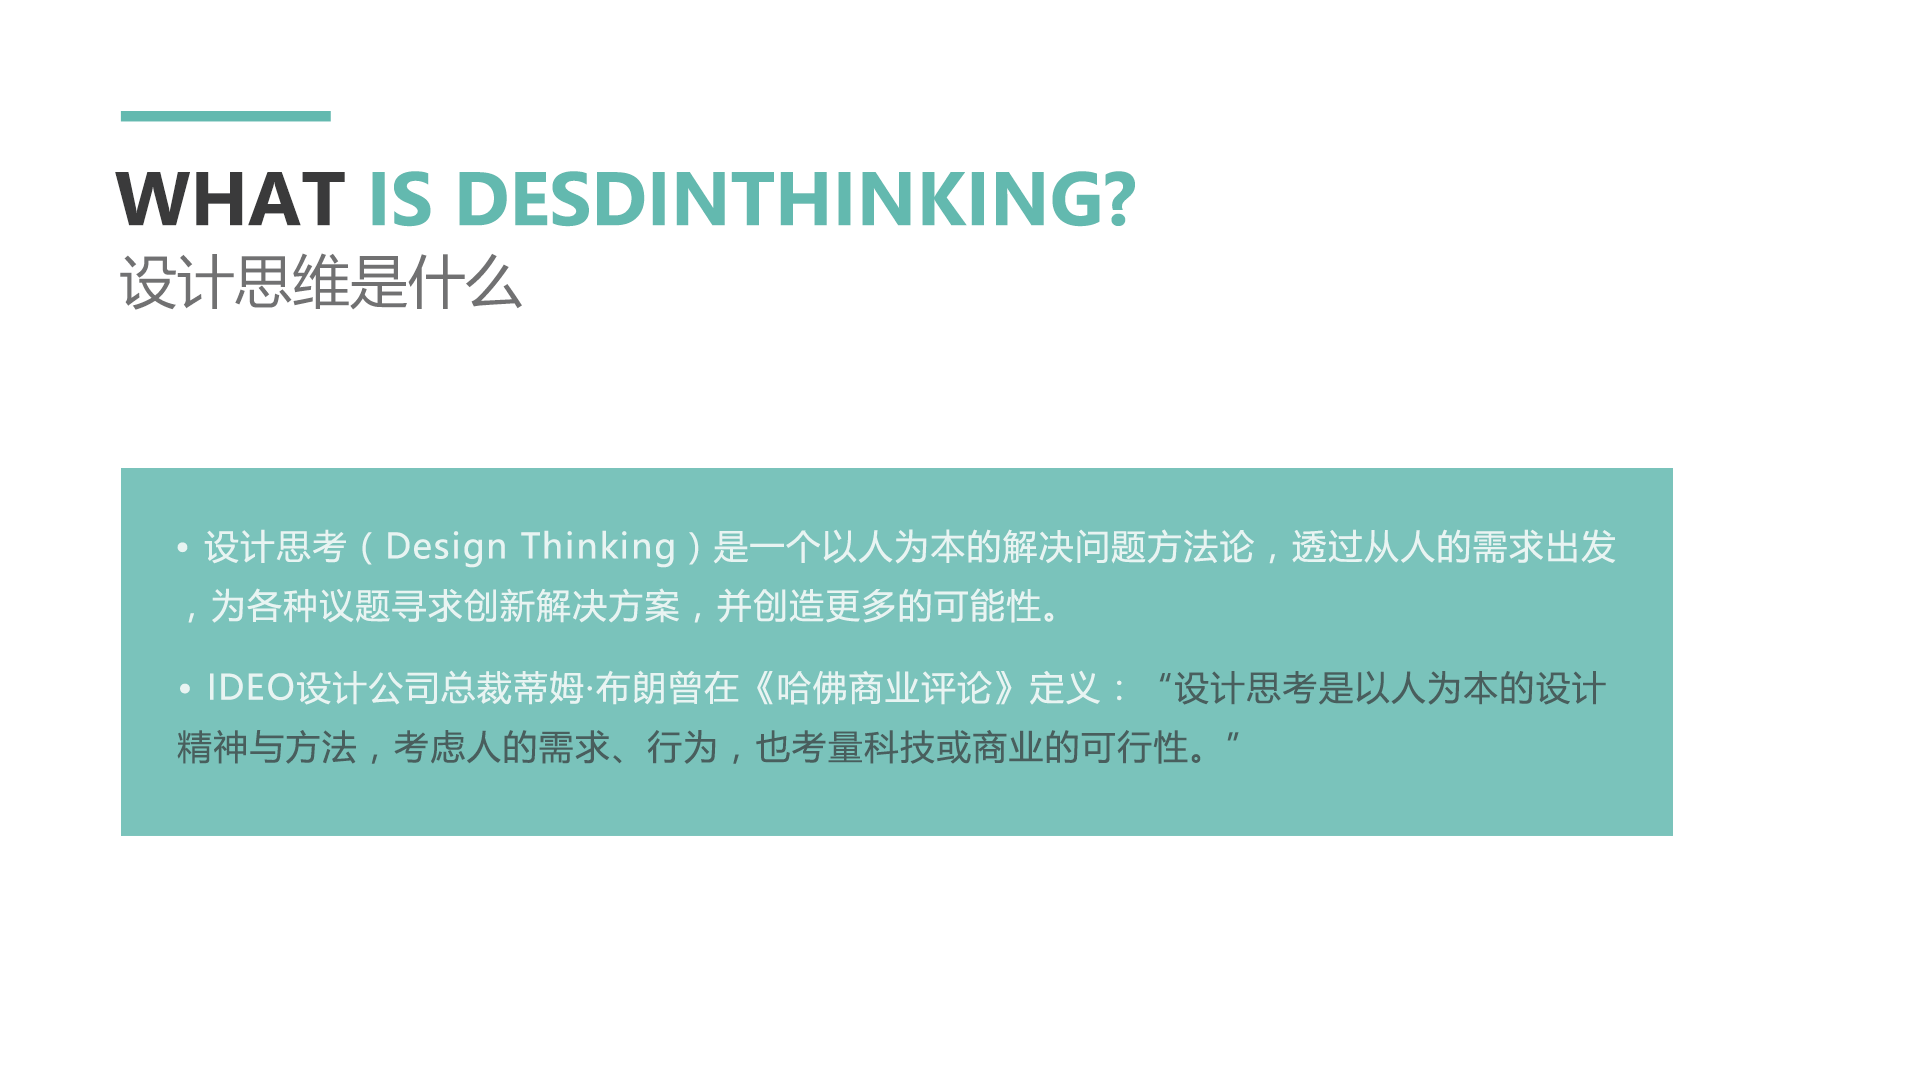 WHAT IS DESDINTHINKING?
设计思维是什么
• 设计思考（Design Thinking）是一个以人为本的解决问题方法论，透过从人的需求出发
，为各种议题寻求创新解决方案，并创造更多的可能性。
• IDEO设计公司总裁蒂姆·布朗曾在《哈佛商业评论》定义：“设计思考是以人为本的设计
精神与方法，考虑人的需求、行为，也考量科技或商业的可行性。”